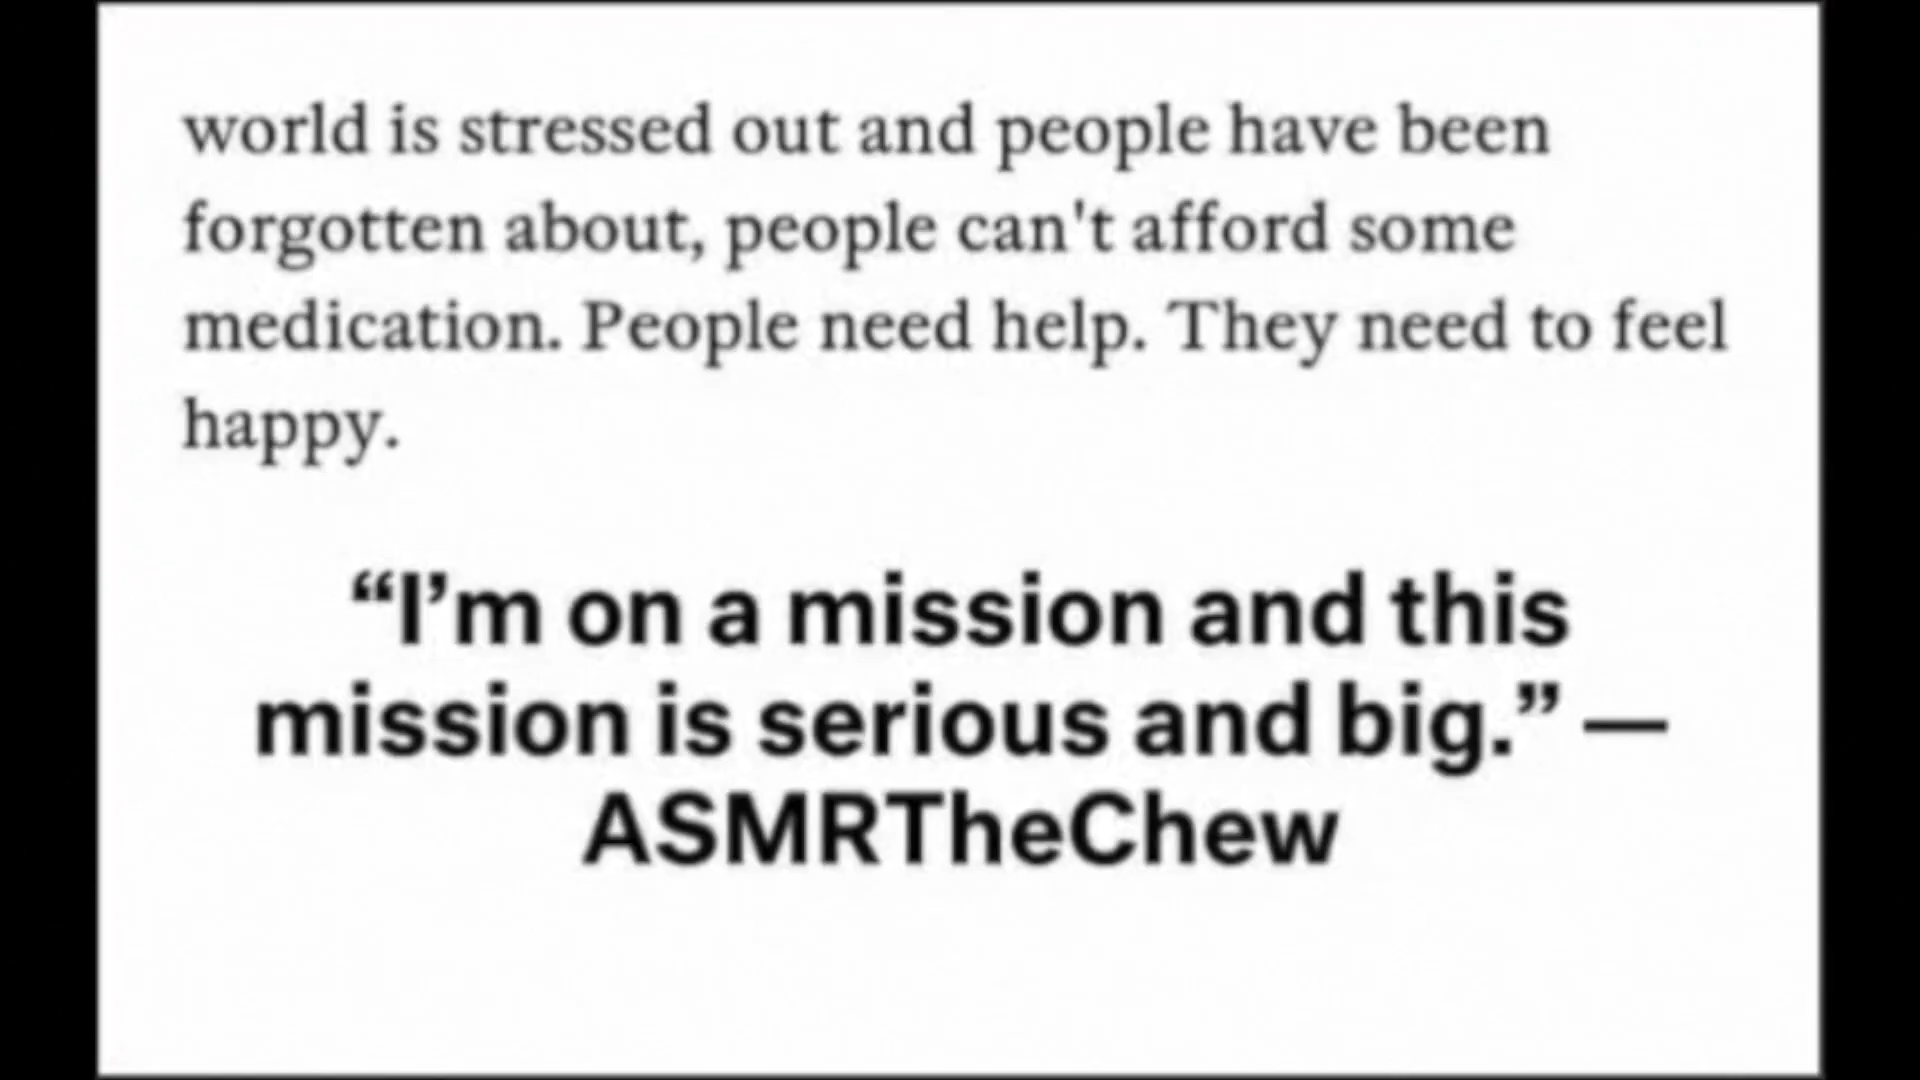 world is stressed out and people have been
forgotten about, people can't afford some
medication. People need help. They need to feel
happy.
“I’m on a mission and this
mission is serious and big.” —
ASMRTheChew